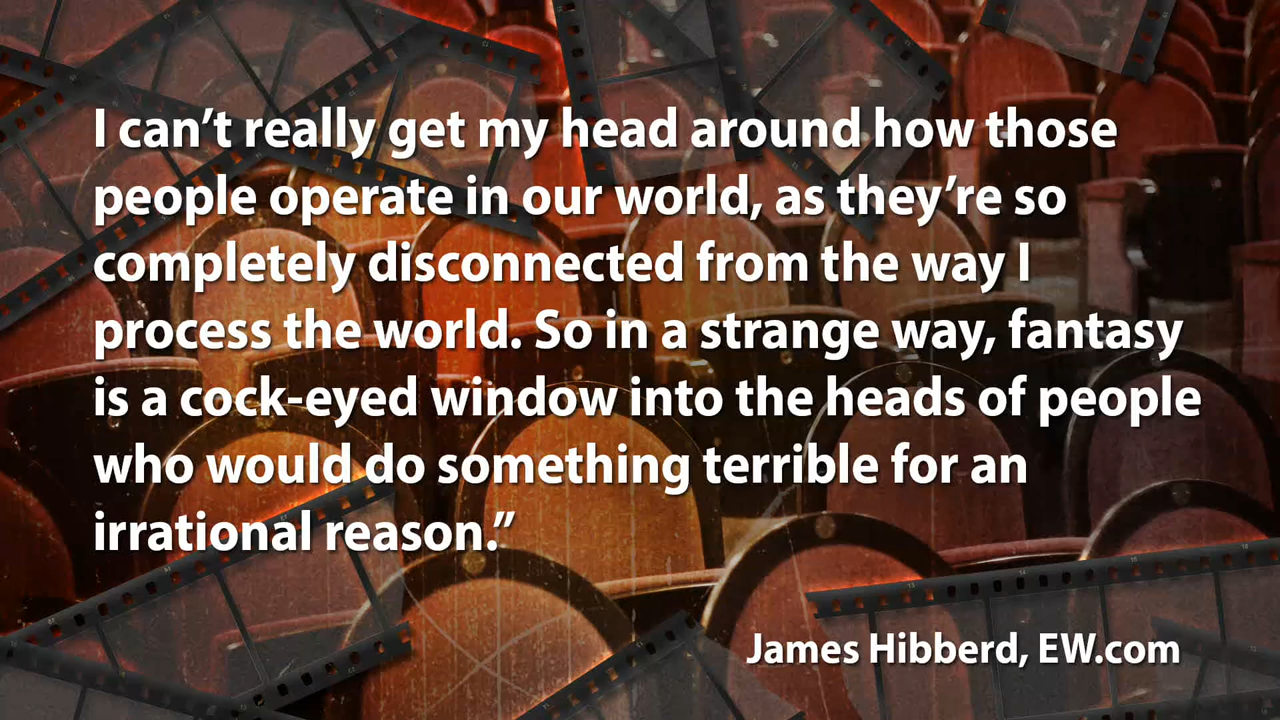 I can’t really get my head around how those
people operate in our world, as they’re so
completely disconnected from the way I
process the world. So in a strange way, fantasy
is a cock-eyed window into the heads of people
who would do something terrible for an
irrational reason.”
James Hibberd, EW.com